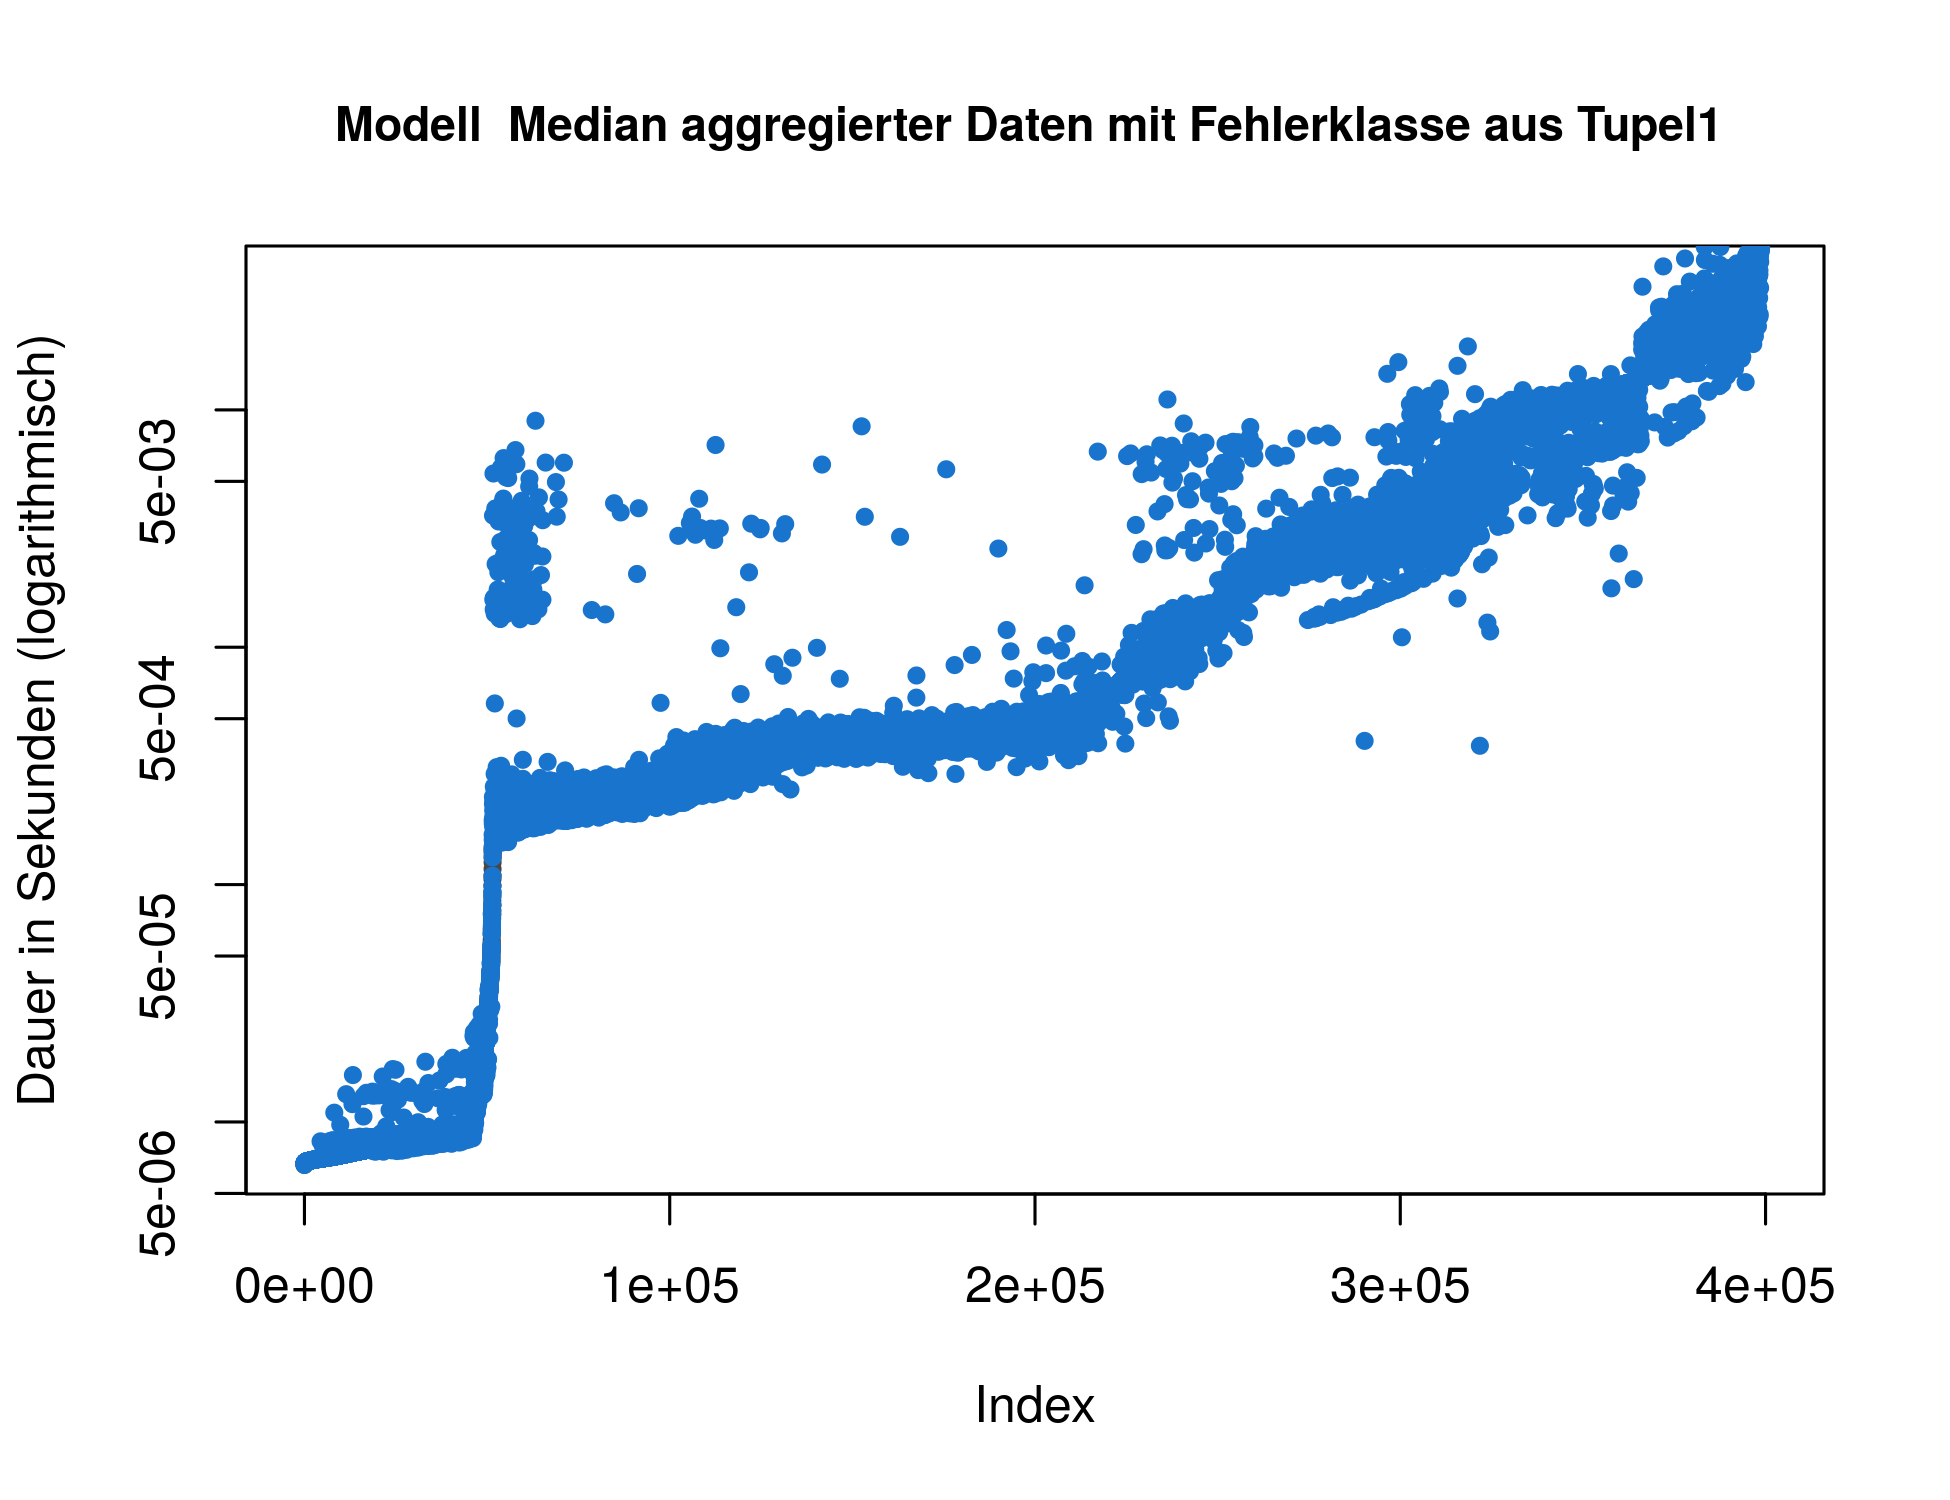 Modell  Median aggregierter Daten mit Fehlerklasse aus Tupel1
Dauer in Sekunden (logarithmisch)
5e-03
5e-04
5e-05
5e-06
0e+00 1e+05 2e+05 3e+05 4e+05
Index